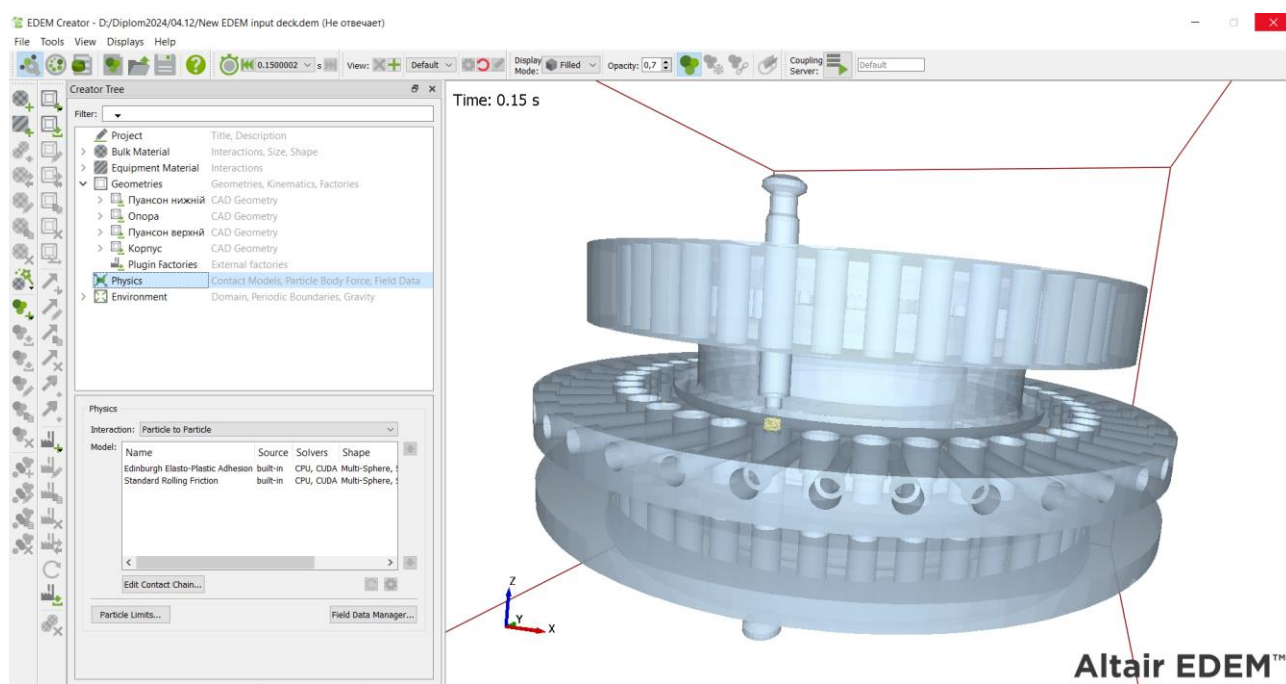 EDEM Creator - D:/Diplom2024/04.12/New EDEM input deck.dem (Не отвечает)
File Tools View Displays Help
0.1500002 s View: Default Display Mode: Filled Opacity: 0,7 Coupling Server: Default
Creator Tree
Filter:
Project Title, Description
Bulk Material Interactions, Size, Shape
Equipment Material Interactions
Geometries Geometries, Kinematics, Factories
Пуансон нижній CAD Geometry
Опора CAD Geometry
Пуансон верхній CAD Geometry
Корпус CAD Geometry
Plugin Factories External factories
Physics Contact Models, Particle Body Force, Field Data
Environment Domain, Periodic Boundaries, Gravity
Physics
Interaction: Particle to Particle
Model:
Name Source Solvers Shape
Edinburgh Elasto-Plastic Adhesion built-in CPU, CUDA Multi-Sphere,
Standard Rolling Friction built-in CPU, CUDA Multi-Sphere,
Edit Contact Chain...
Particle Limits... Field Data Manager...
Time: 0.15 s
Z
Y
X
Altair EDEM™